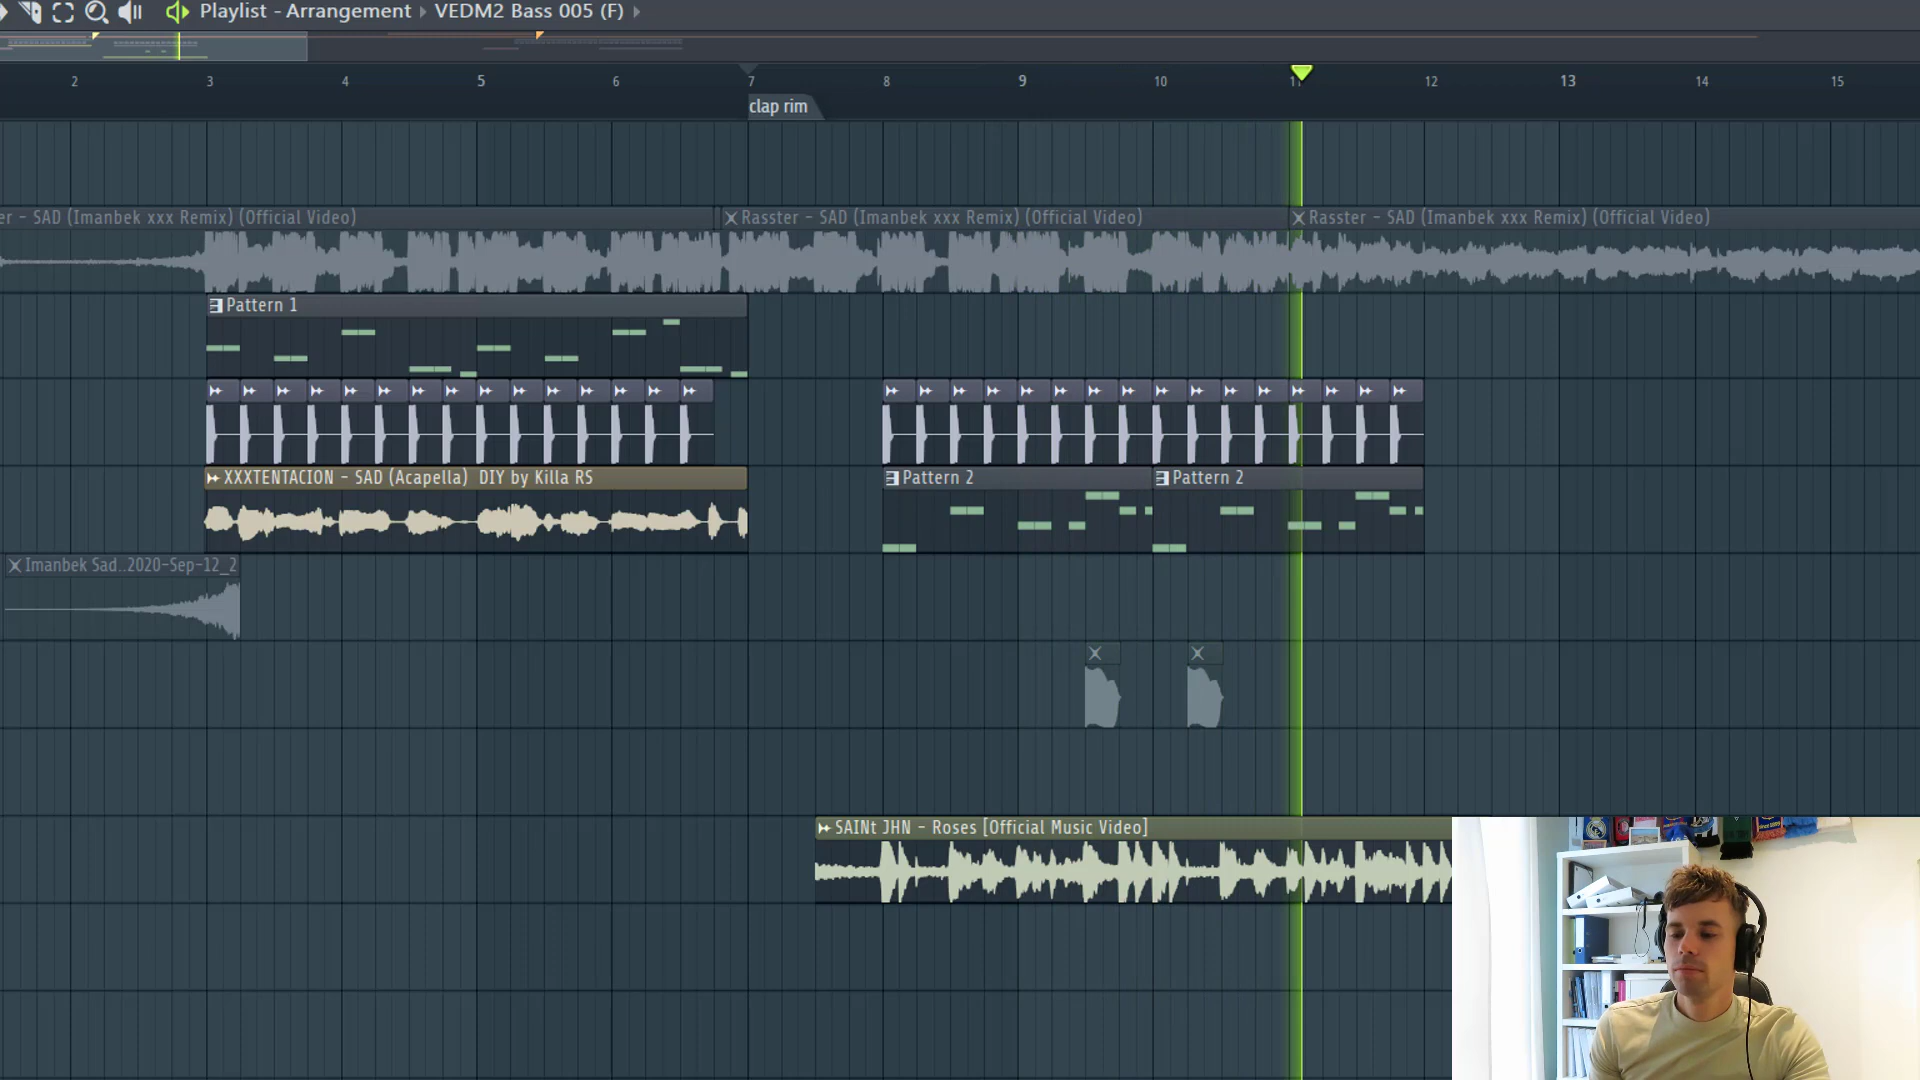 Playlist - Arrangement VEDM2 Bass 005 (F)
2 3 4 5 6 7 8 9 10 11 12 13 14 15
clap rim
er - SAD (Imanbek xxx Remix) (Official Video) Rasster - SAD (Imanbek xxx Remix) (Official Video) Rasster - SAD (Imanbek xxx Remix) (Official Video)
Pattern 1
XXXTENTACION - SAD (Acapella) DIY by Killa RS Pattern 2 Pattern 2
Imanbek Sad..2020-Sep-12_2
SAINt JHN - Roses [Official Music Video]